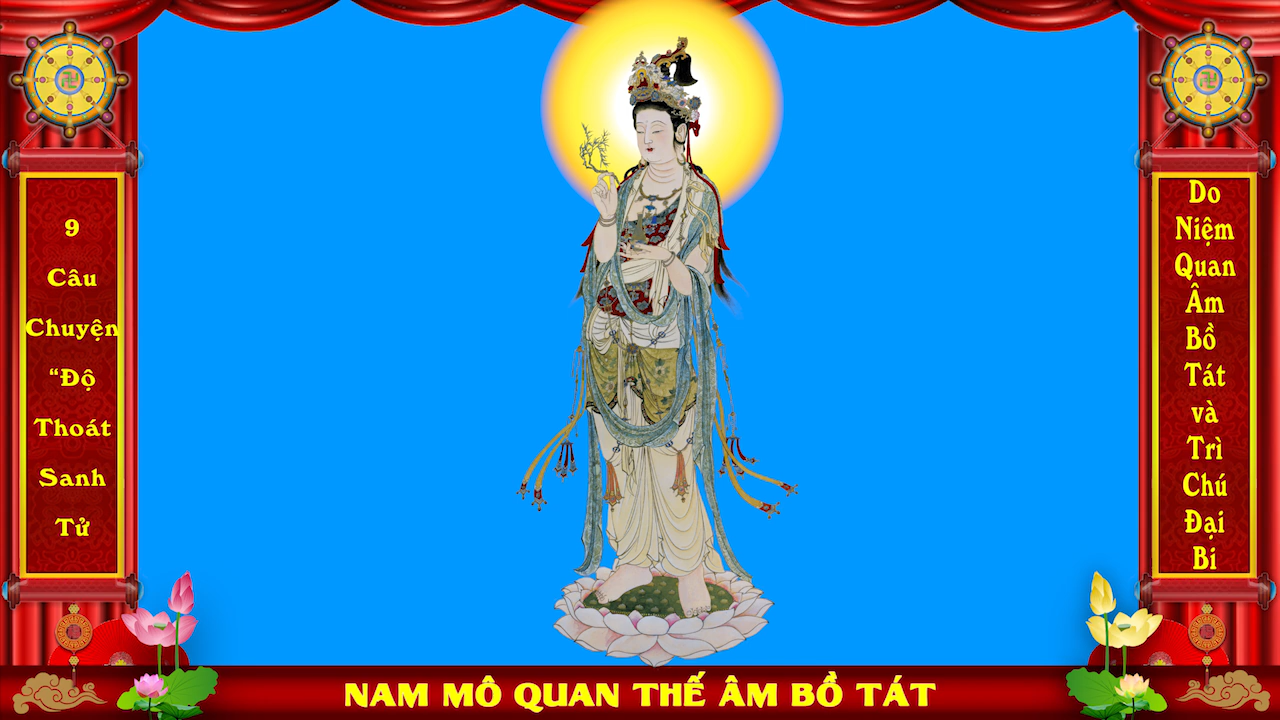 9
Câu
Chuyện
“Độ
Thoát
Sanh
Tử
Do
Niệm
Quan
Âm
Bồ
Tát
và
Trì
Chú
Đại
Bi
NAM MÔ QUAN THẾ ÂM BỒ TÁT